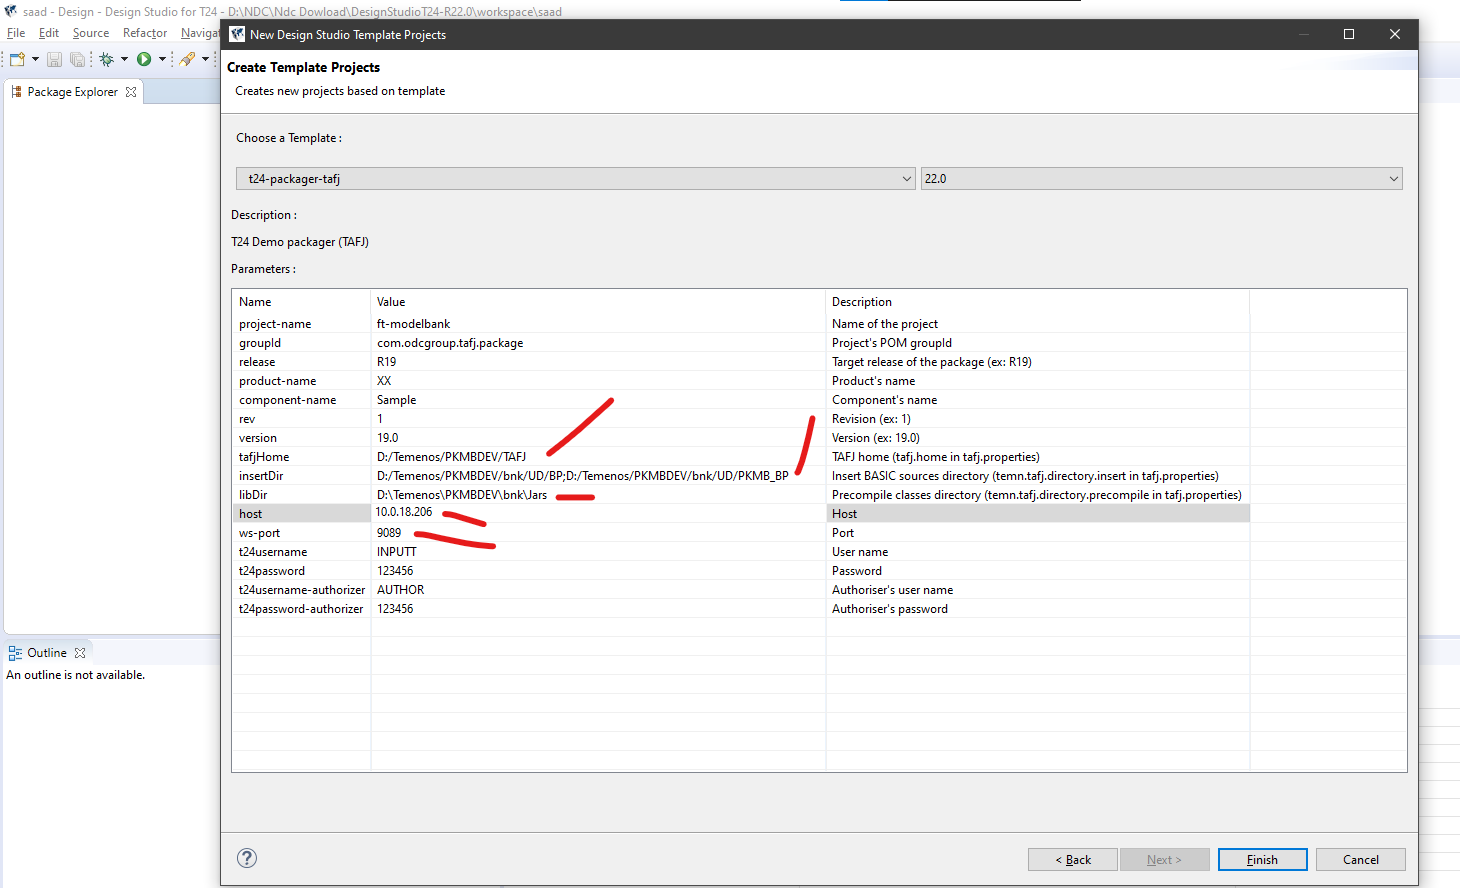 saad - Design - Design Studio for T24 - D:\NDC\Ndc Dowload\DesignStudioT24-R22.0\workspace\saad
File Edit Source Refactor Navigat
New Design Studio Template Projects
Package Explorer
Create Template Projects
Creates new projects based on template
Choose a Template :
t24-packager-tafj 22.0
Description :
T24 Demo packager (TAFJ)
Parameters :
Name Value Description
project-name ft-modelbank Name of the project
groupId com.odcgroup.tafj.package Project's POM groupId
release R19 Target release of the package (ex: R19)
product-name XX Product's name
component-name Sample Component's name
rev 1 Revision (ex: 1)
version 19.0 Version (ex: 19.0)
tafjHome D:/Temenos/PKMBDEV/TAFJ TAFJ home (tafj.home in tafj.properties)
insertDir D:/Temenos/PKMBDEV/bnk/UD/BP;D:/Temenos/PKMBDEV/bnk/UD/PKMB_BP Insert BASIC sources directory (temn.tafj.directory.insert in tafj.properties)
libDir D:\Temenos\PKMBDEV\bnk\Jars Precompile classes directory (temn.tafj.directory.precompile in tafj.properties)
host 10.0.18.206 Host
ws-port 9089 Port
t24username INPUTT User name
t24password 123456 Password
t24username-authorizer AUTHOR Authoriser's user name
t24password-authorizer 123456 Authoriser's password
Outline
An outline is not available.
? < Back Next > Finish Cancel